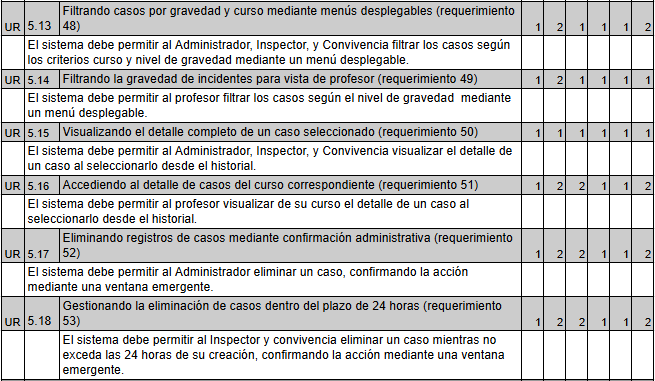 Filtrando casos por gravedad y curso mediante menús desplegables (requerimiento
UR 5.13 48) 1 2 1 1 1 2
El sistema debe permitir al Administrador, Inspector, y Convivencia filtrar los casos según
los criterios curso y nivel de gravedad mediante un menú desplegable.
UR 5.14 Filtrando la gravedad de incidentes para vista de profesor (requerimiento 49) 1 2 1 1 1 1
El sistema debe permitir al profesor filtrar los casos según el nivel de gravedad mediante
un menú desplegable.
UR 5.15 Visualizando el detalle completo de un caso seleccionado (requerimiento 50) 1 1 1 1 1 1
El sistema debe permitir al Administrador, Inspector, y Convivencia visualizar el detalle de
un caso al seleccionarlo desde el historial.
UR 5.16 Accediendo al detalle de casos del curso correspondiente (requerimiento 51) 1 2 2 1 1 2
El sistema debe permitir al profesor visualizar de su curso el detalle de un caso al
seleccionarlo desde el historial.
Eliminando registros de casos mediante confirmación administrativa (requerimiento
UR 5.17 52) 1 2 2 1 1 2
El sistema debe permitir al Administrador eliminar un caso, confirmando la acción
mediante una ventana emergente.
Gestionando la eliminación de casos dentro del plazo de 24 horas (requerimiento
UR 5.18 53) 1 2 2 1 1 2
El sistema debe permitir al Inspector y convivencia eliminar un caso mientras no
exceda las 24 horas de su creación, confirmando la acción mediante una ventana
emergente.